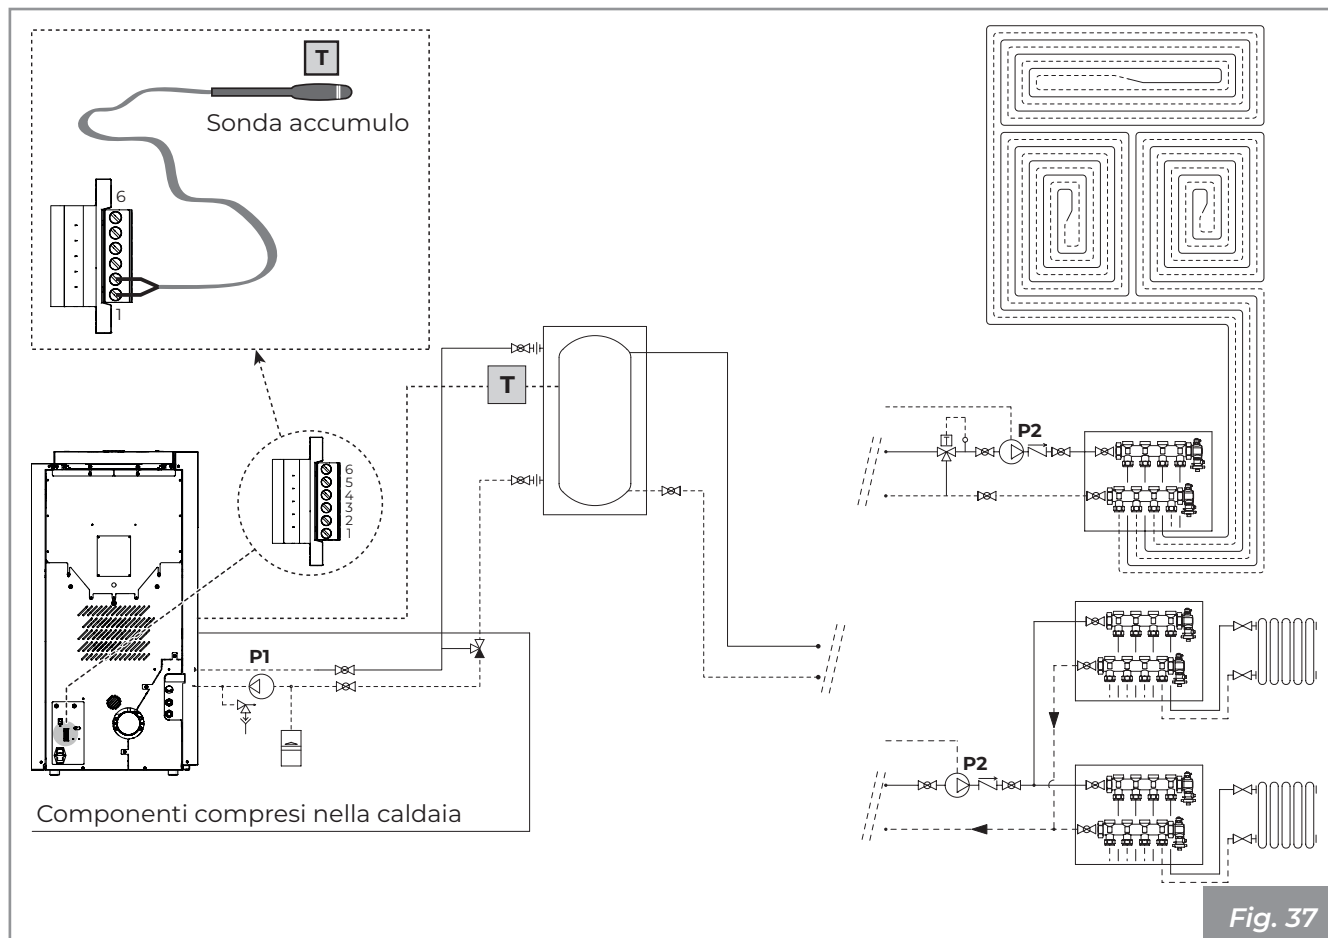 T
Sonda accumulo
6
1
T
P2
T
6
5
4
3
2
1
P1
P2
Componenti compresi nella caldaia
Fig. 37